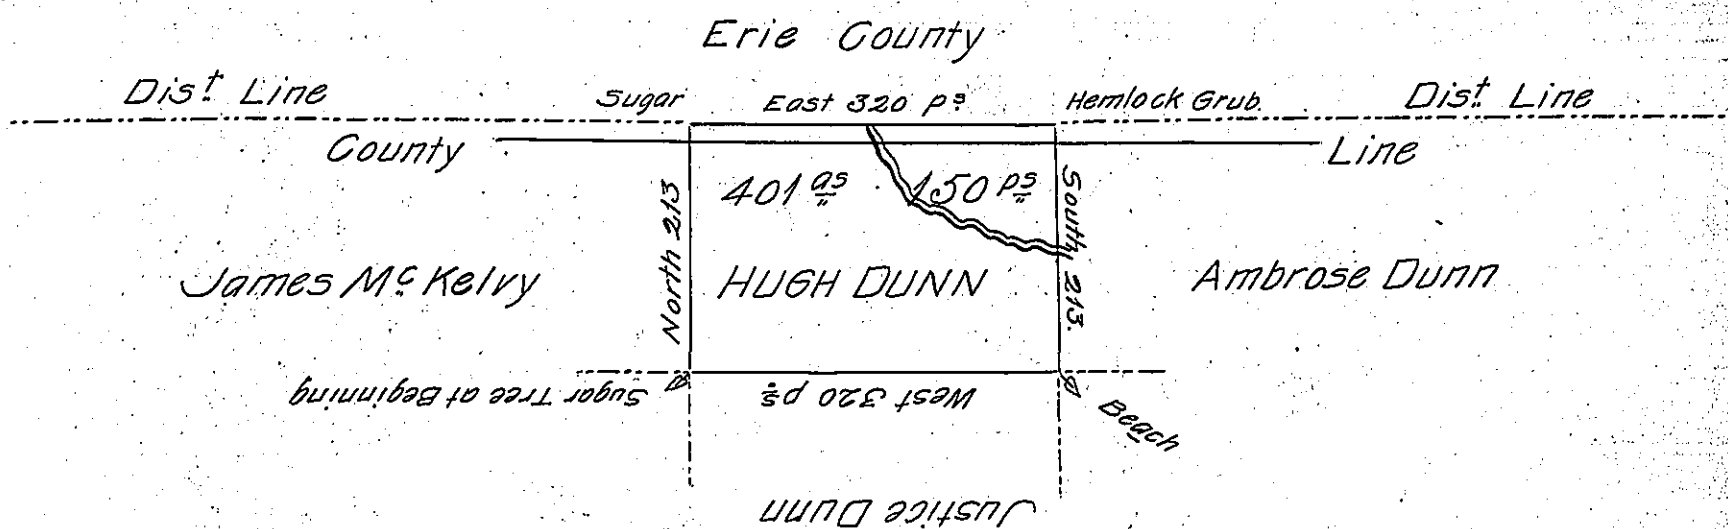 Erie County
Dist Line Sugar East 320 ps Hemlock Grub. Dist Line
County Line
401 as 150 ps
North 213
South 213.
James Mc Kelvy HUGH DUNN Ambrose Dunn
Sugar Tree at Beginning West 320 ps Beach
Justice Dunn